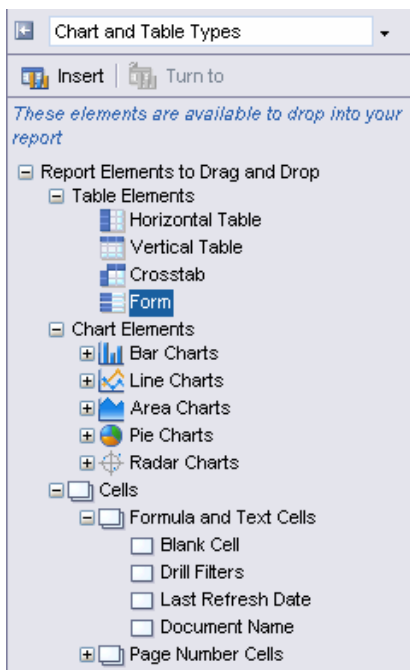 Chart and Table Types
Insert Turn to
These elements are available to drop into your
report
Report Elements to Drag and Drop
Table Elements
Horizontal Table
Vertical Table
Crosstab
Form
Chart Elements
Bar Charts
Line Charts
Area Charts
Pie Charts
Radar Charts
Cells
Formula and Text Cells
Blank Cell
Drill Filters
Last Refresh Date
Document Name
Page Number Cells